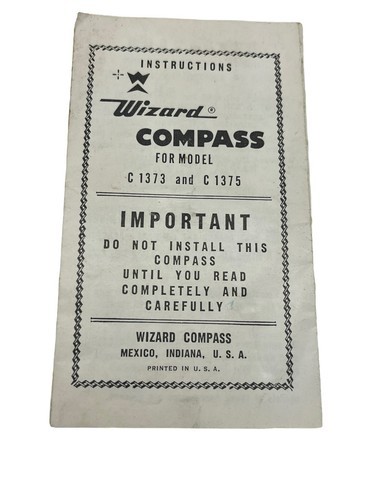 INSTRUCTIONS
Wizard®
COMPASS
FOR MODEL
C 1373 and C 1375
IMPORTANT
DO NOT INSTALL THIS
COMPASS
UNTIL YOU READ
COMPLETELY AND
CAREFULLY
WIZARD COMPASS
MEXICO, INDIANA, U. S. A.
PRINTED IN U. S. A.